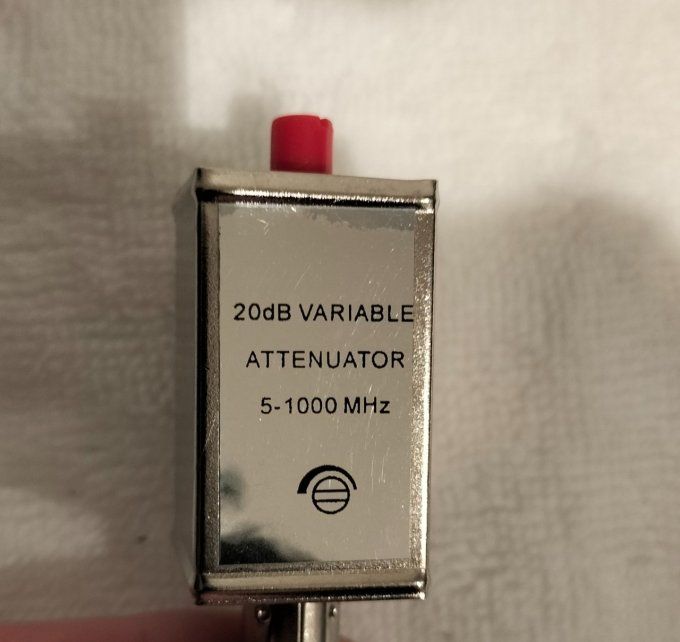 20dB VARIABLE
ATTENUATOR
5-1000 MHz